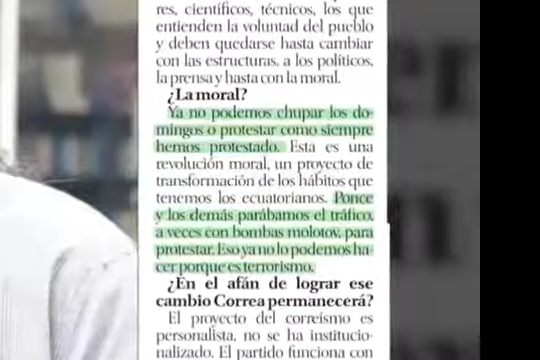 res, científicos, técnicos, los que
entienden la voluntad del pueblo
y deben quedarse hasta cambiar
con las estructuras, a los políticos,
la prensa y hasta con la moral.
¿La moral?
Ya no podemos chupar los do-
mingos o protestar como siempre
hemos protestado. Esta es una
revolución moral, un proyecto de
transformación de los hábitos que
tenemos los ecuatorianos. Ponce
y los demás parábamos el tráfico,
a veces con bombas molotov, para
protestar. Eso ya no lo podemos ha-
cer porque es terrorismo.
¿En el afán de lograr ese
cambio Correa permanecerá?
El proyecto del correísmo es
personalista, no se ha institucio-
nalizado. El partido funciona con